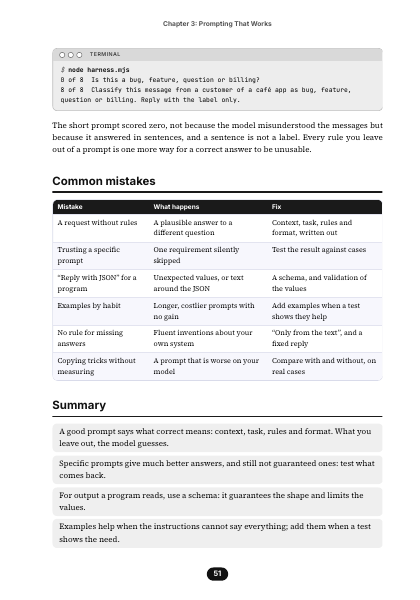 Chapter 3: Prompting That Works
TERMINAL
$ node harness.mjs
0 of 8  Is this a bug, feature, question or billing?
8 of 8  Classify this message from a customer of a café app as bug, feature,
question or billing. Reply with the label only.
The short prompt scored zero, not because the model misunderstood the messages but
because it answered in sentences, and a sentence is not a label. Every rule you leave
out of a prompt is one more way for a correct answer to be unusable.
Common mistakes
Mistake What happens Fix
A request without rules A plausible answer to a Context, task, rules and
different question format, written out
Trusting a specific One requirement silently Test the result against cases
prompt skipped
“Reply with JSON” for a Unexpected values, or text A schema, and validation of
program around the JSON the values
Examples by habit Longer, costlier prompts with Add examples when a test
no gain shows they help
No rule for missing Fluent inventions about your “Only from the text”, and a
answers own system fixed reply
Copying tricks without A prompt that is worse on your Compare with and without, on
measuring model real cases
Summary
A good prompt says what correct means: context, task, rules and format. What you
leave out, the model guesses.
Specific prompts give much better answers, and still not guaranteed ones: test what
comes back.
For output a program reads, use a schema: it guarantees the shape and limits the
values.
Examples help when the instructions cannot say everything; add them when a test
shows the need.
51